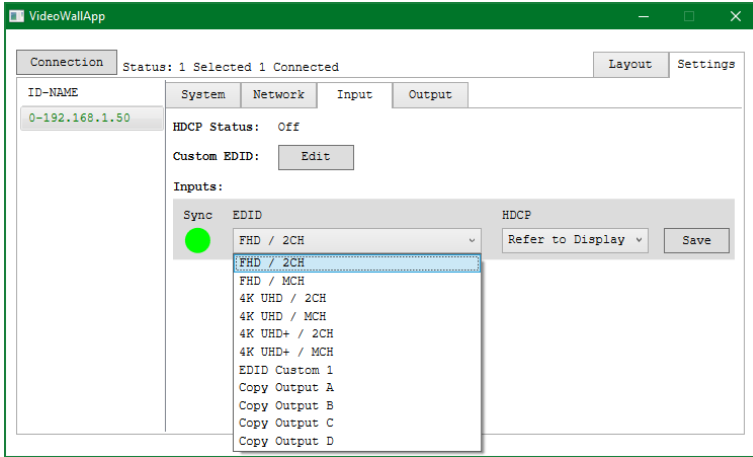 VideoWallApp
Connection Status: 1 Selected 1 Connected Layout Settings
ID-NAME
0-192.168.1.50
System Network Input Output
HDCP Status: Off
Custom EDID: Edit
Inputs:
Sync EDID HDCP
FHD / 2CH Refer to Display Save
FHD / 2CH
FHD / MCH
4K UHD / 2CH
4K UHD / MCH
4K UHD+ / 2CH
4K UHD+ / MCH
EDID Custom 1
Copy Output A
Copy Output B
Copy Output C
Copy Output D